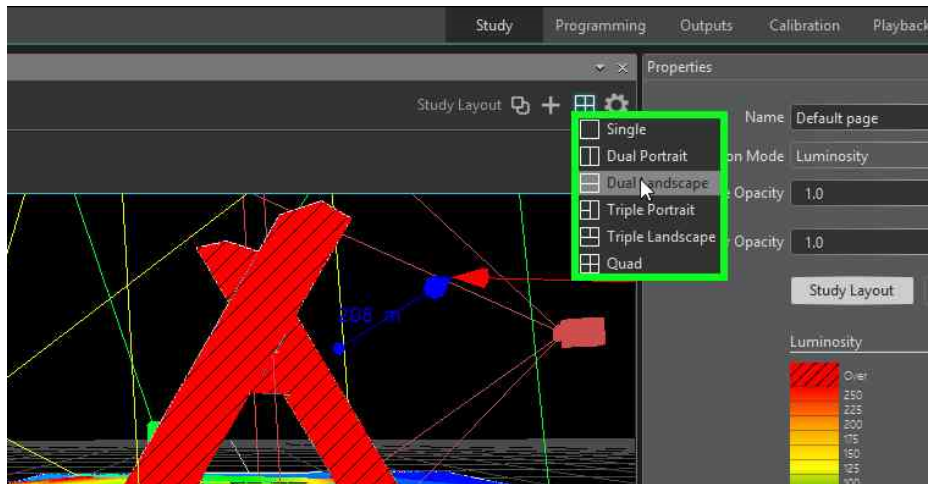 Study Programming Outputs Calibration Playback
Properties
Study Layout
Single
Dual Portrait
Dual Landscape
Triple Portrait
Triple Landscape
Quad
Name Default page
on Mode Luminosity
Opacity 1.0
Opacity 1.0
Study Layout
Luminosity
Over
250
225
200
175
150
125
100
208 m